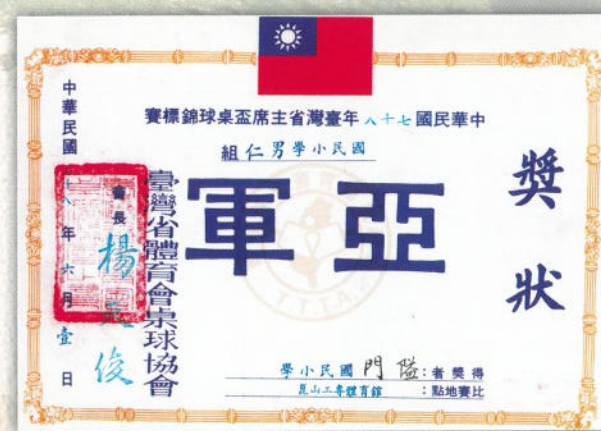 獎狀
中華民國七十八年臺灣省主席盃桌球錦標賽
國民小學男仁組
亞軍
T.T.T.A.
得獎者：隘門國民小學
比賽地點：崑山工專體育館
臺灣省體育會桌球協會
會長 楊 俊
中華民國 八年六月壹日